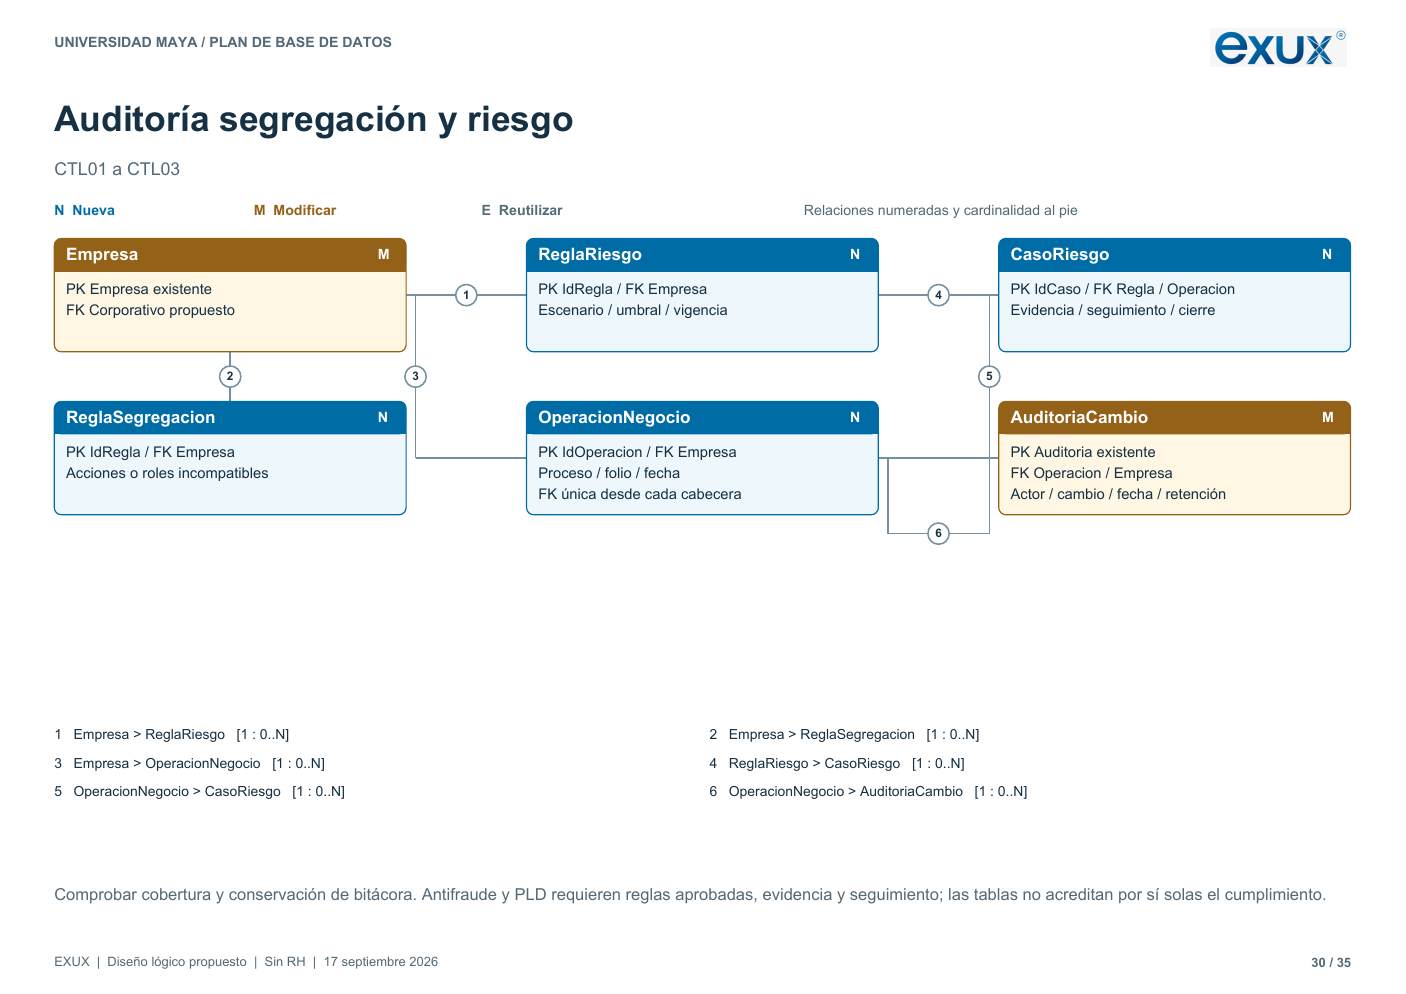 UNIVERSIDAD MAYA / PLAN DE BASE DE DATOS
exux®
Auditoría segregación y riesgo
CTL01 a CTL03
N Nueva
M Modificar
E Reutilizar
Relaciones numeradas y cardinalidad al pie
Empresa M
PK Empresa existente
FK Corporativo propuesto
1
ReglaRiesgo N
PK IdRegla / FK Empresa
Escenario / umbral / vigencia
4
CasoRiesgo N
PK IdCaso / FK Regla / Operacion
Evidencia / seguimiento / cierre
2
3
5
ReglaSegregacion N
PK IdRegla / FK Empresa
Acciones o roles incompatibles
OperacionNegocio N
PK IdOperacion / FK Empresa
Proceso / folio / fecha
FK única desde cada cabecera
AuditoriaCambio M
PK Auditoria existente
FK Operacion / Empresa
Actor / cambio / fecha / retención
6
1 Empresa > ReglaRiesgo [1 : 0..N]
2 Empresa > ReglaSegregacion [1 : 0..N]
3 Empresa > OperacionNegocio [1 : 0..N]
4 ReglaRiesgo > CasoRiesgo [1 : 0..N]
5 OperacionNegocio > CasoRiesgo [1 : 0..N]
6 OperacionNegocio > AuditoriaCambio [1 : 0..N]
Comprobar cobertura y conservación de bitácora. Antifraude y PLD requieren reglas aprobadas, evidencia y seguimiento; las tablas no acreditan por sí solas el cumplimiento.
EXUX | Diseño lógico propuesto | Sin RH | 17 septiembre 2026
30 / 35